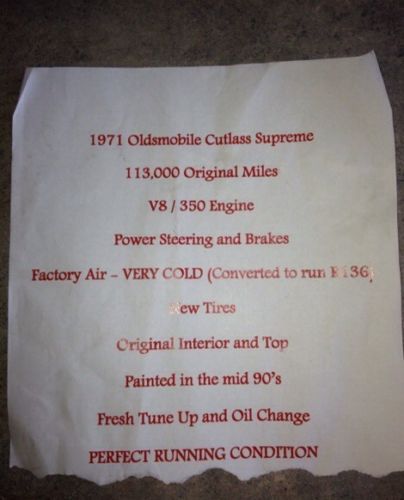 1971 Oldsmobile Cutlass Supreme
113,000 Original Miles
V8 / 350 Engine
Power Steering and Brakes
Factory Air - VERY COLD (Converted to run R136)
New Tires
Original Interior and Top
Painted in the mid 90's
Fresh Tune Up and Oil Change
PERFECT RUNNING CONDITION